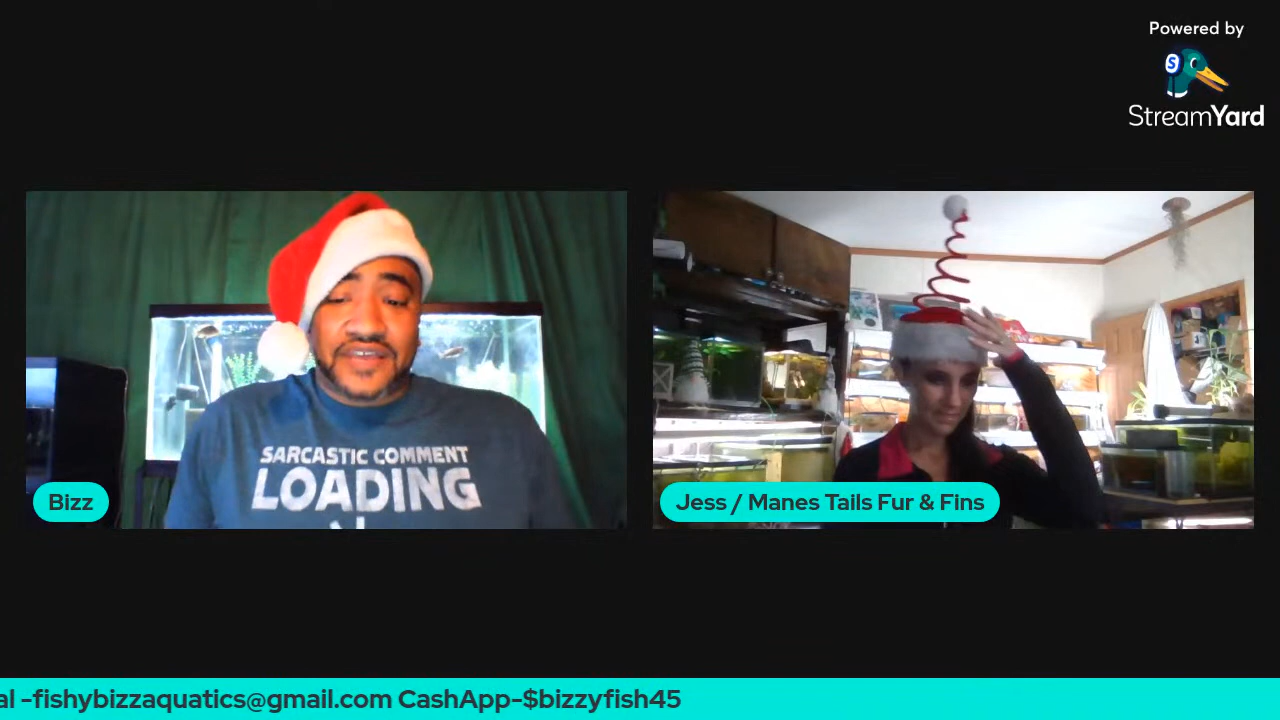 Powered by
S
StreamYard
SARCASTIC COMMENT
LOADING
Bizz
Jess / Manes Tails Fur & Fins
al -fishybizzaquatics@gmail.com CashApp-$bizzyfish45